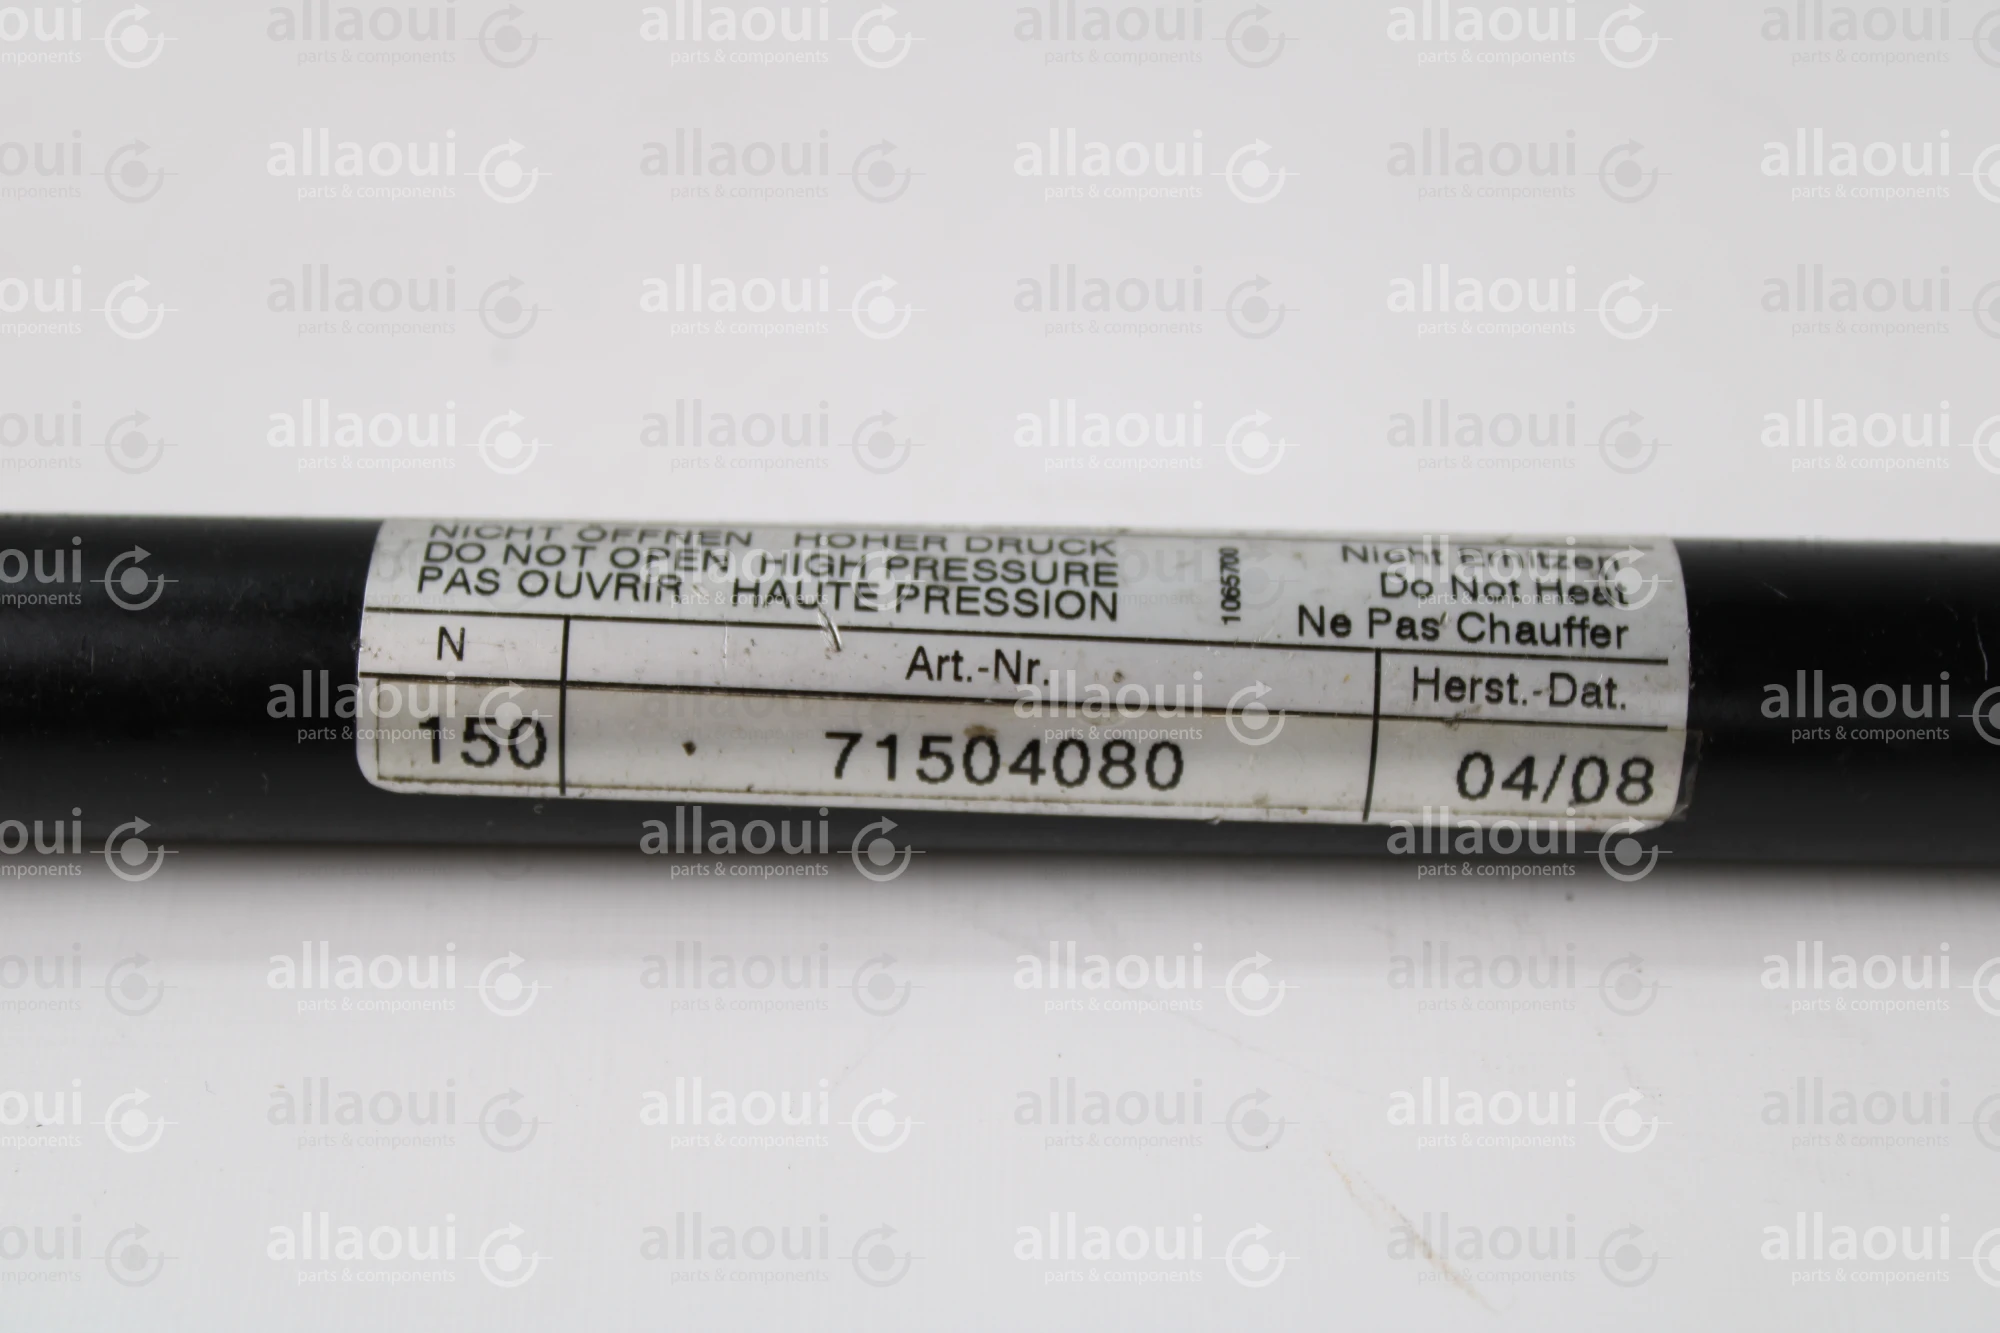 NICHT ÖFFNEN HOHER DRUCK
DO NOT OPEN HIGH PRESSURE
PAS OUVRIR HAUTE PRESSION
1065700
Nicht Erhitzen
Do Not Heat
Ne Pas Chauffer
N
Art.-Nr.
Herst.-Dat.
150
71504080
04/08
allaoui
parts & components